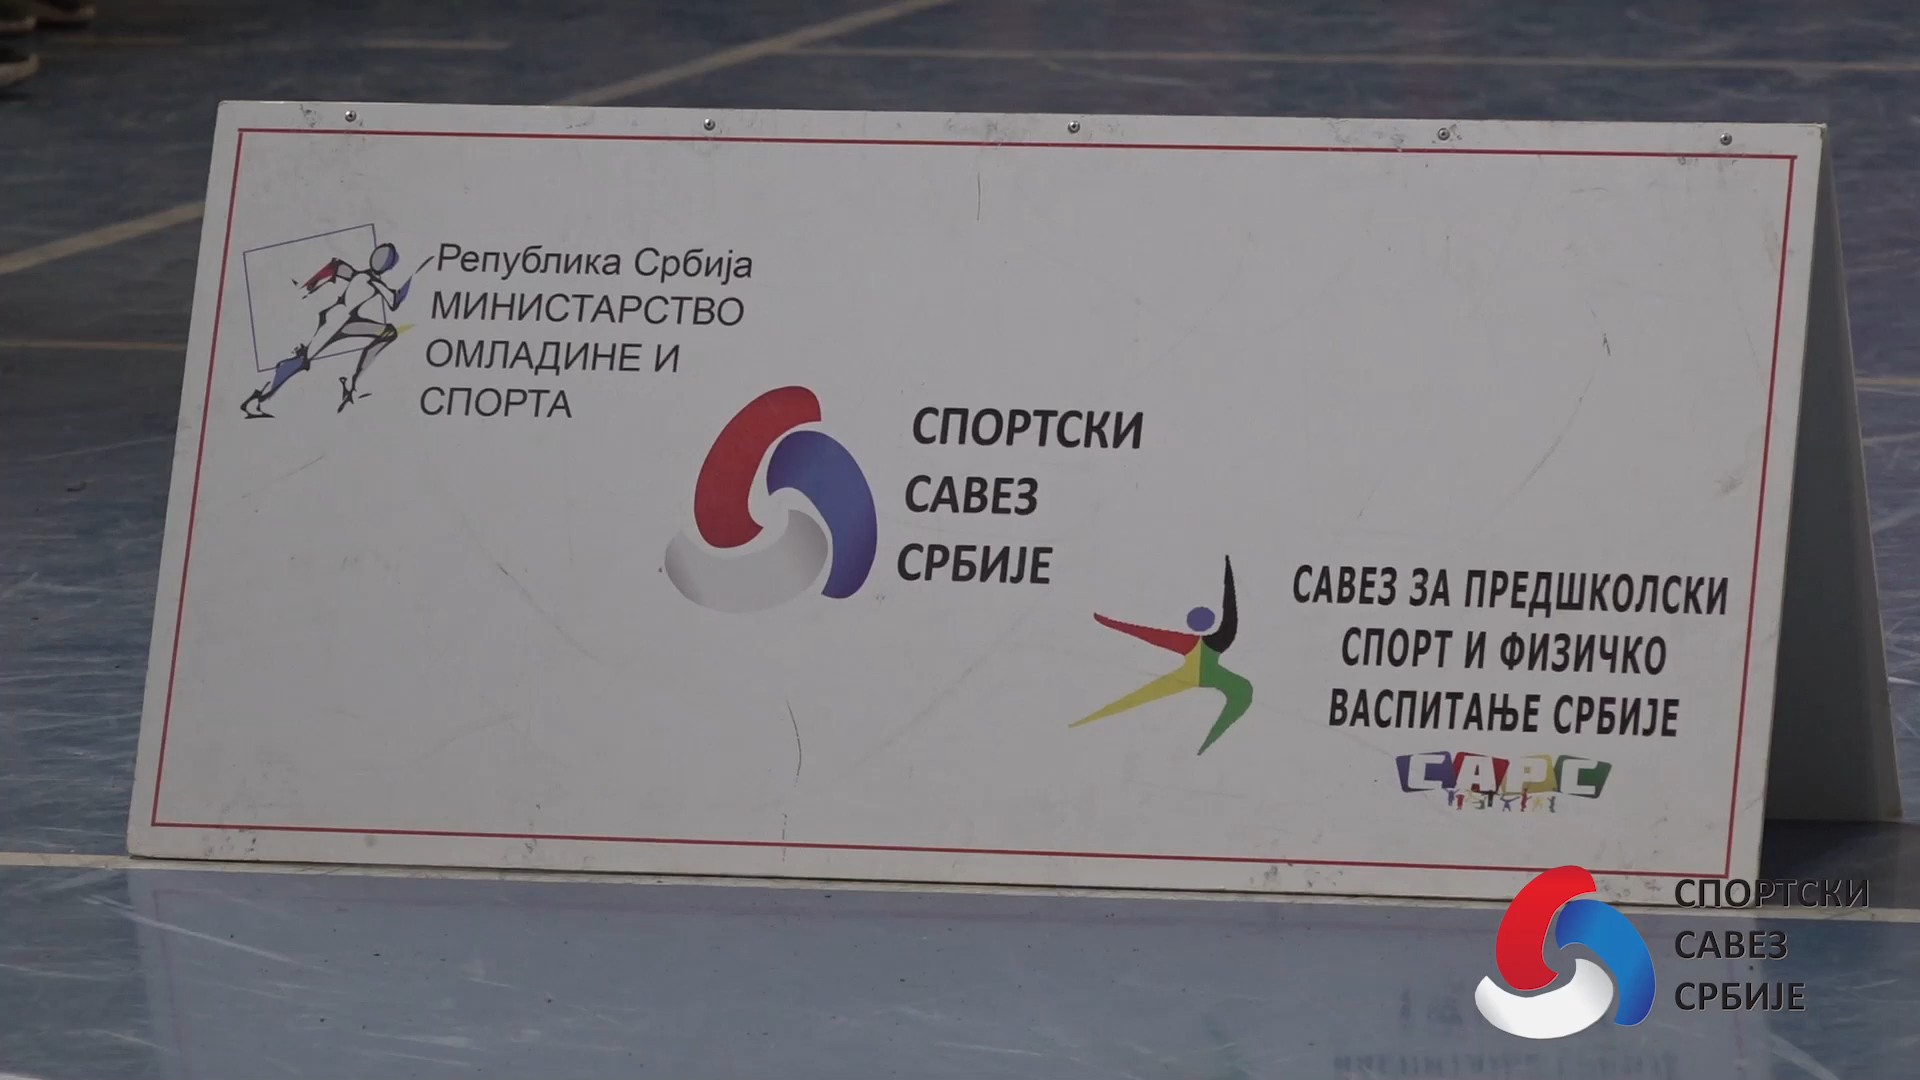 Република Србија
МИНИСТАРСТВО
ОМЛАДИНЕ И
СПОРТА
СПОРТСКИ
САВЕЗ
СРБИЈЕ
САВЕЗ ЗА ПРЕДШКОЛСКИ
СПОРТ И ФИЗИЧКО
ВАСПИТАЊЕ СРБИЈЕ
САРС
СПОРТСКИ
САВЕЗ
СРБИЈЕ